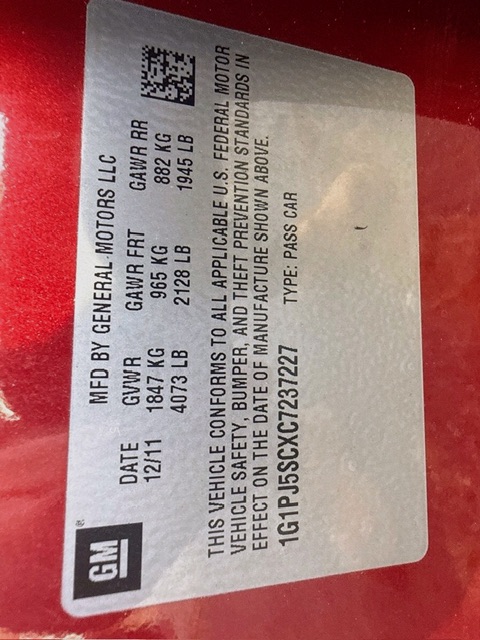 GM
MFD BY GENERAL MOTORS LLC
DATE GVWR GAWR FRT GAWR RR
12/11 1847 KG 965 KG 882 KG
4073 LB 2128 LB 1945 LB
THIS VEHICLE CONFORMS TO ALL APPLICABLE U.S. FEDERAL MOTOR
VEHICLE SAFETY, BUMPER, AND THEFT PREVENTION STANDARDS IN
EFFECT ON THE DATE OF MANUFACTURE SHOWN ABOVE.
1G1PJ5SCXC7237227 TYPE: PASS CAR